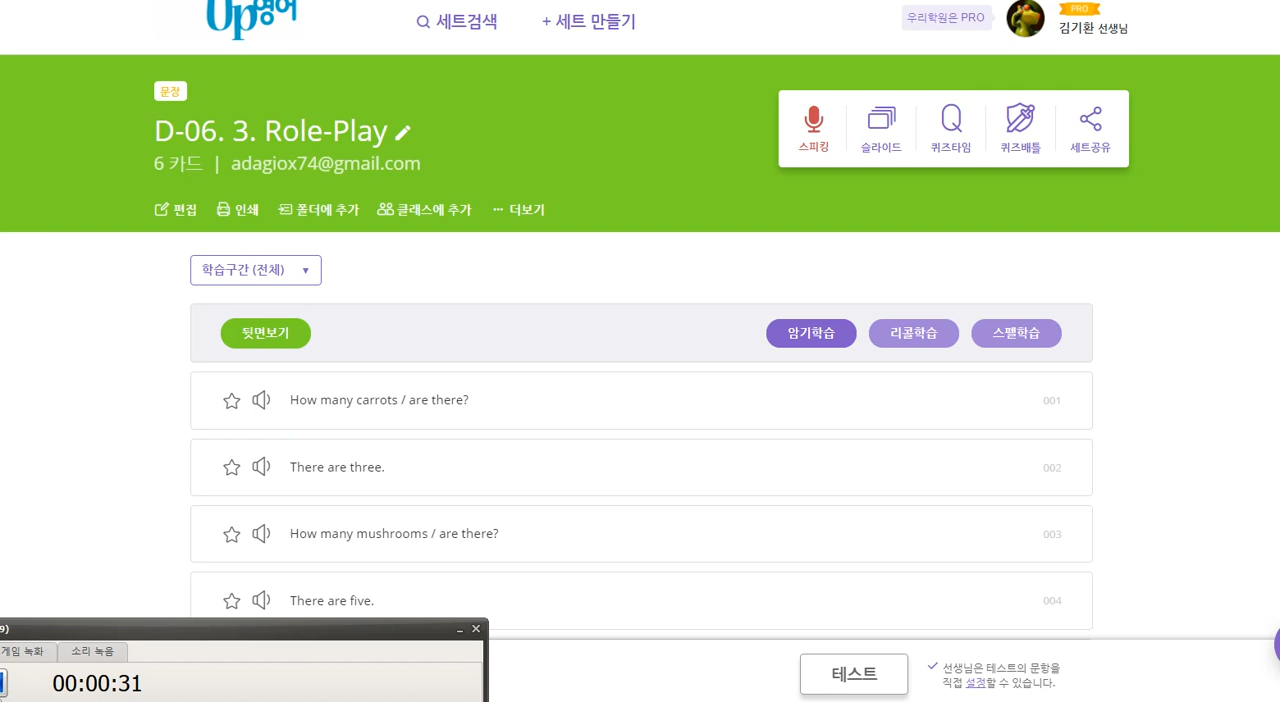 Up영어
세트검색
+ 세트 만들기
우리학원은 PRO
PRO
김기환 선생님
문장
D-06. 3. Role-Play
6 카드 | adagiox74@gmail.com
스피킹
슬라이드
퀴즈타임
퀴즈배틀
세트공유
편집
인쇄
폴더에 추가
클래스에 추가
··· 더보기
학습구간 (전체) ▼
뒷면보기
암기학습
리콜학습
스펠학습
How many carrots / are there?
001
There are three.
002
How many mushrooms / are there?
003
There are five.
004
9)
게임 녹화
소리 녹음
00:00:31
테스트
선생님은 테스트의 문항을
직접 설정할 수 있습니다.